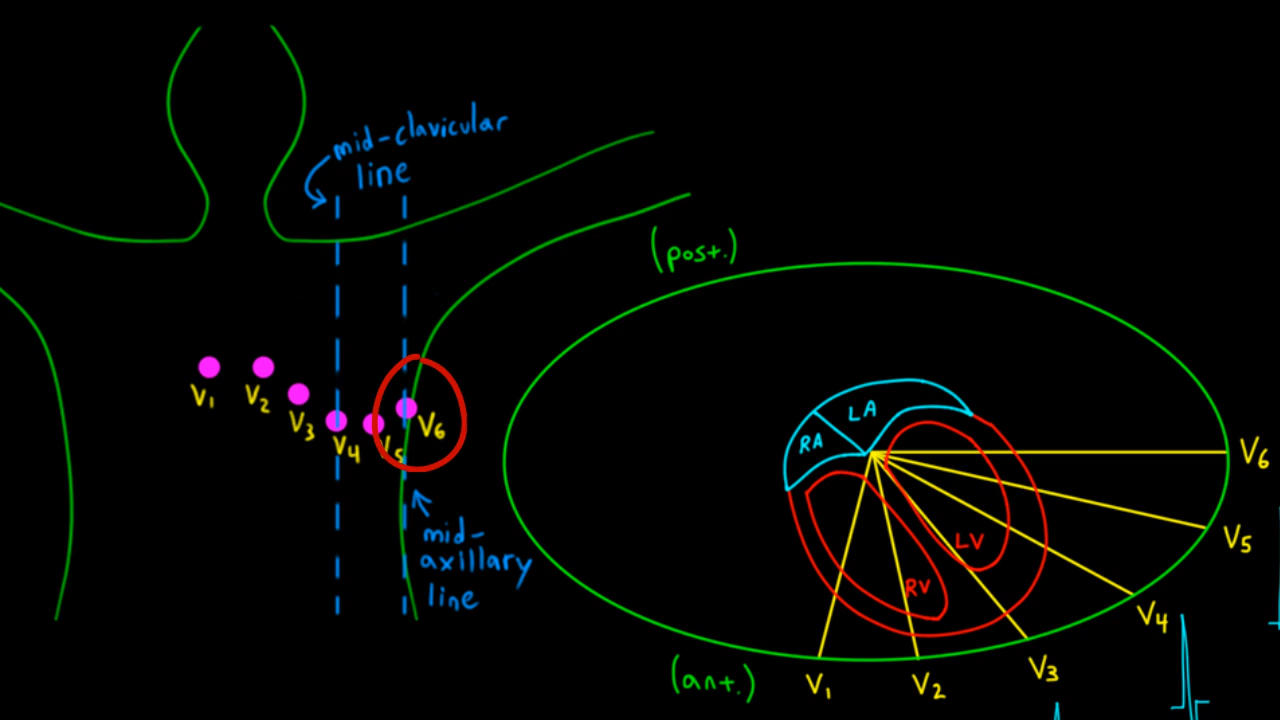 mid-clavicular
line
V1
V2
V3
V4
V5
V6
mid-
axillary
line
(post.)
LA
RA
LV
RV
V6
V5
V4
V3
V2
V1
(ant.)